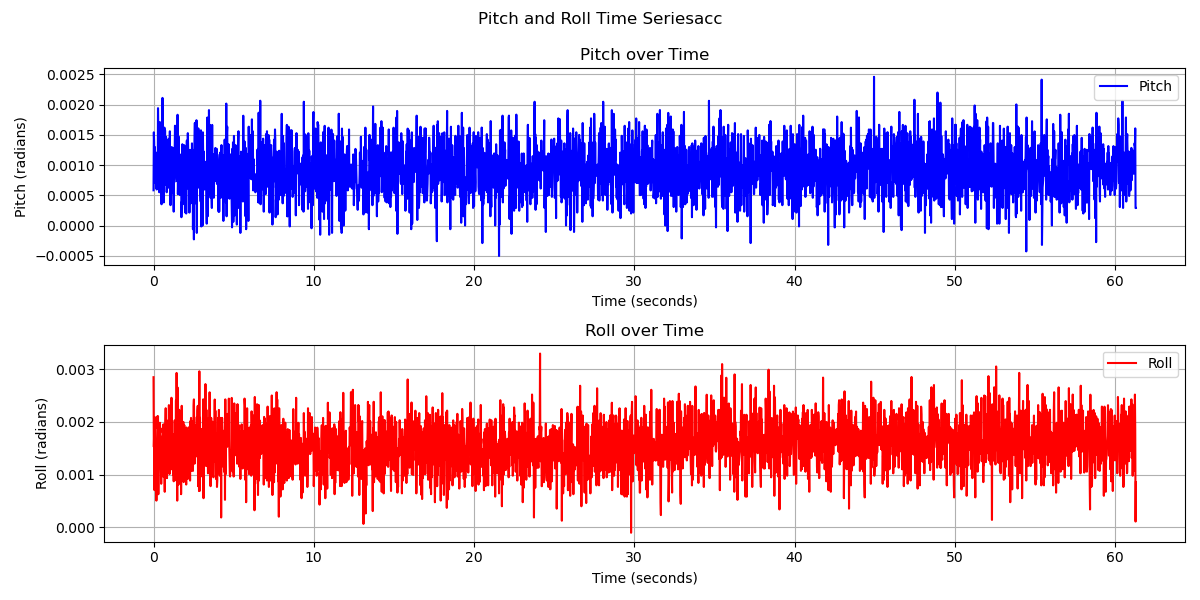 Pitch and Roll Time Seriesacc
Pitch over Time
0.0025
0.0020
0.0015
0.0010
0.0005
0.0000
−0.0005
Pitch (radians)
Pitch
0 10 20 30 40 50 60
Time (seconds)
Roll over Time
0.003
0.002
0.001
0.000
Roll (radians)
Roll
0 10 20 30 40 50 60
Time (seconds)